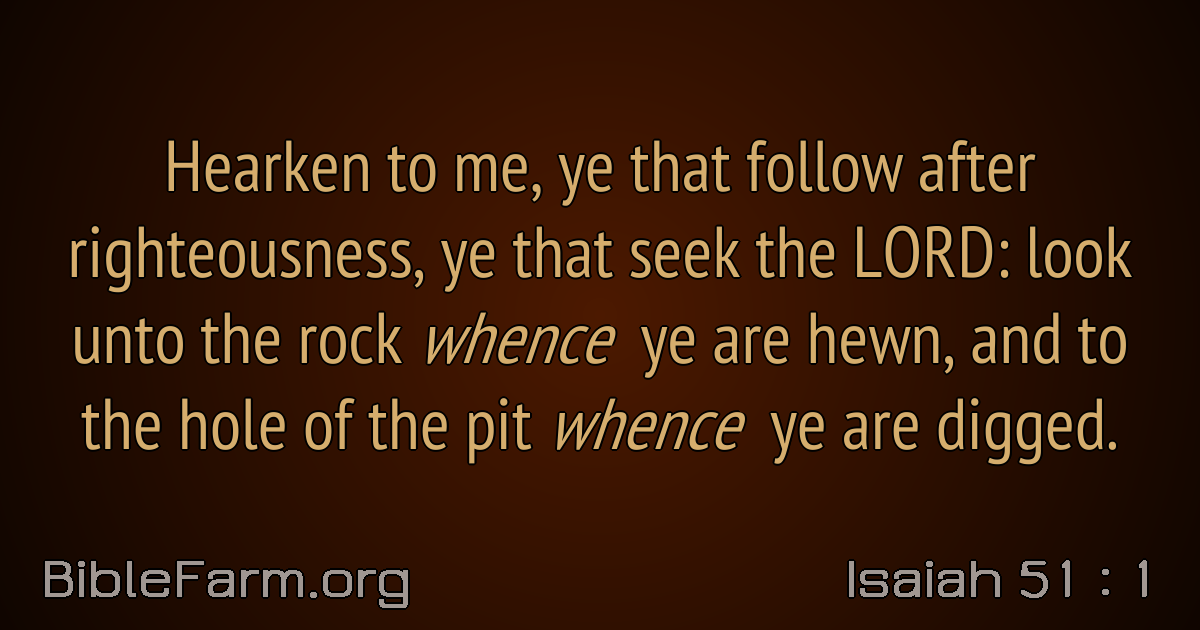 Hearken to me, ye that follow after
righteousness, ye that seek the LORD: look
unto the rock whence ye are hewn, and to
the hole of the pit whence ye are digged.
BibleFarm.org
Isaiah 51 : 1